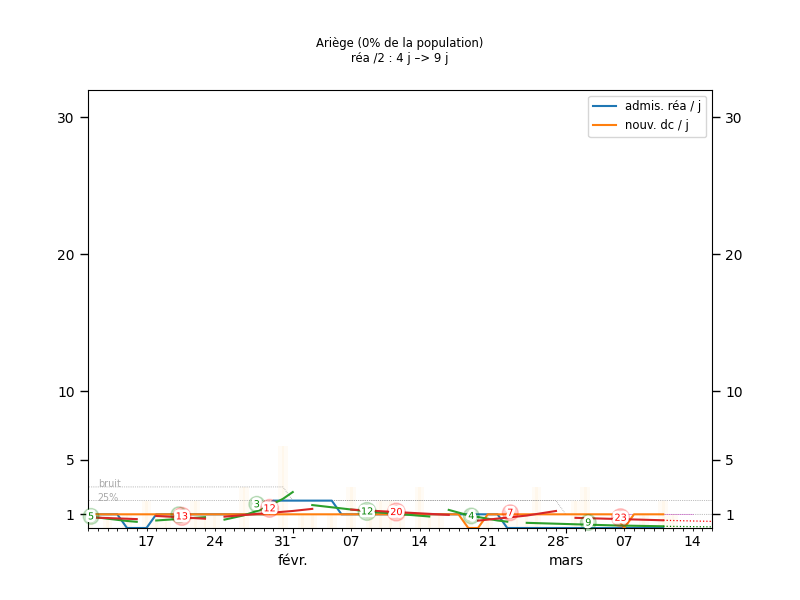 Ariège (0% de la population)
réa /2 : 4 j –> 9 j
admis. réa / j
nouv. dc / j
30 30
20 20
10 10
5 5
1 1
bruit
25%
5 13 3 12 12 20 4 7 9 23
17 24 31 07 14 21 28 07 14
févr. mars